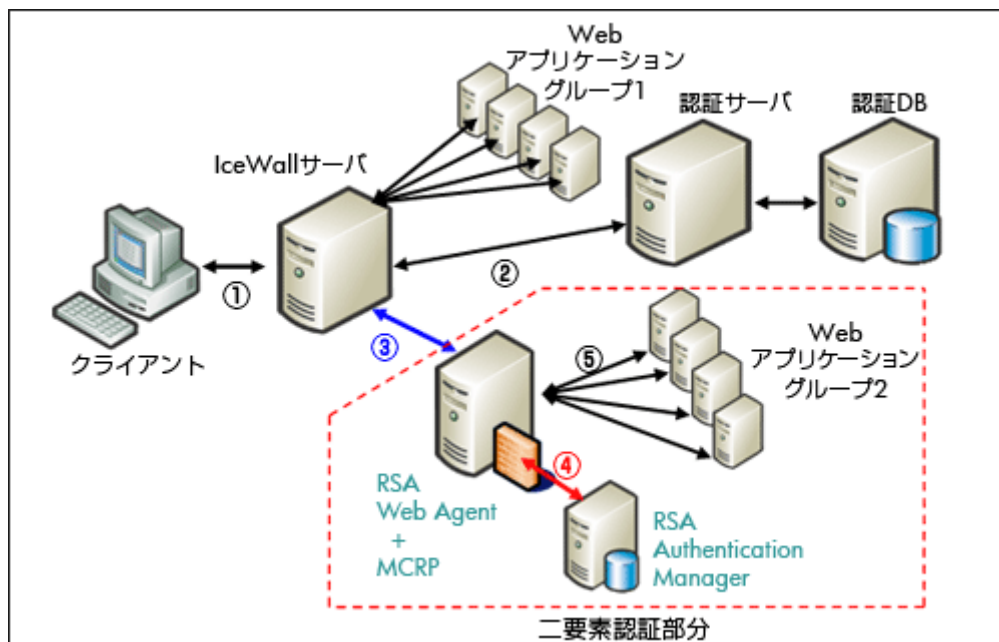 Web
アプリケーション
グループ1
認証サーバ
認証DB
IceWallサーバ
①
②
クライアント
③
⑤
Web
アプリケーション
グループ2
④
RSA
Web Agent
+
MCRP
RSA
Authentication
Manager
二要素認証部分